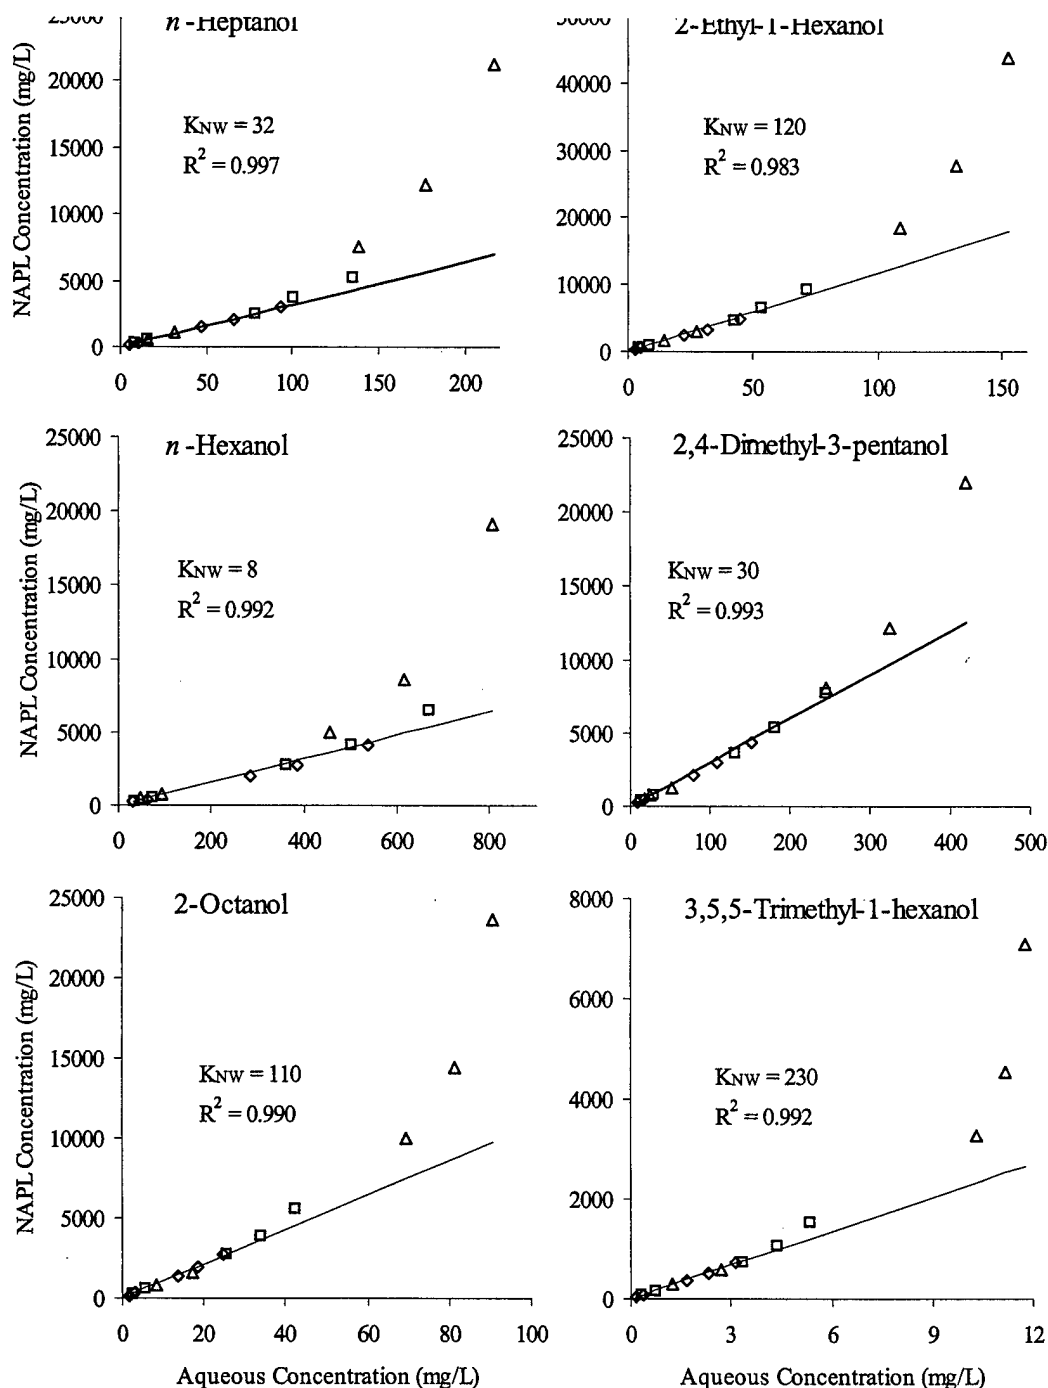 n-Heptanol
25000
20000
15000
10000
5000
0
0 50 100 150 200
NAPL Concentration (mg/L)
KNW = 32
R2 = 0.997
2-Ethyl-1-Hexanol
50000
40000
30000
20000
10000
0
0 50 100 150
KNW = 120
R2 = 0.983
n-Hexanol
25000
20000
15000
10000
5000
0
0 200 400 600 800
NAPL Concentration (mg/L)
KNW = 8
R2 = 0.992
2,4-Dimethyl-3-pentanol
25000
20000
15000
10000
5000
0
0 100 200 300 400 500
KNW = 30
R2 = 0.993
2-Octanol
25000
20000
15000
10000
5000
0
0 20 40 60 80 100
NAPL Concentration (mg/L)
Aqueous Concentration (mg/L)
KNW = 110
R2 = 0.990
3,5,5-Trimethyl-1-hexanol
8000
6000
4000
2000
0
0 3 6 9 12
Aqueous Concentration (mg/L)
KNW = 230
R2 = 0.992